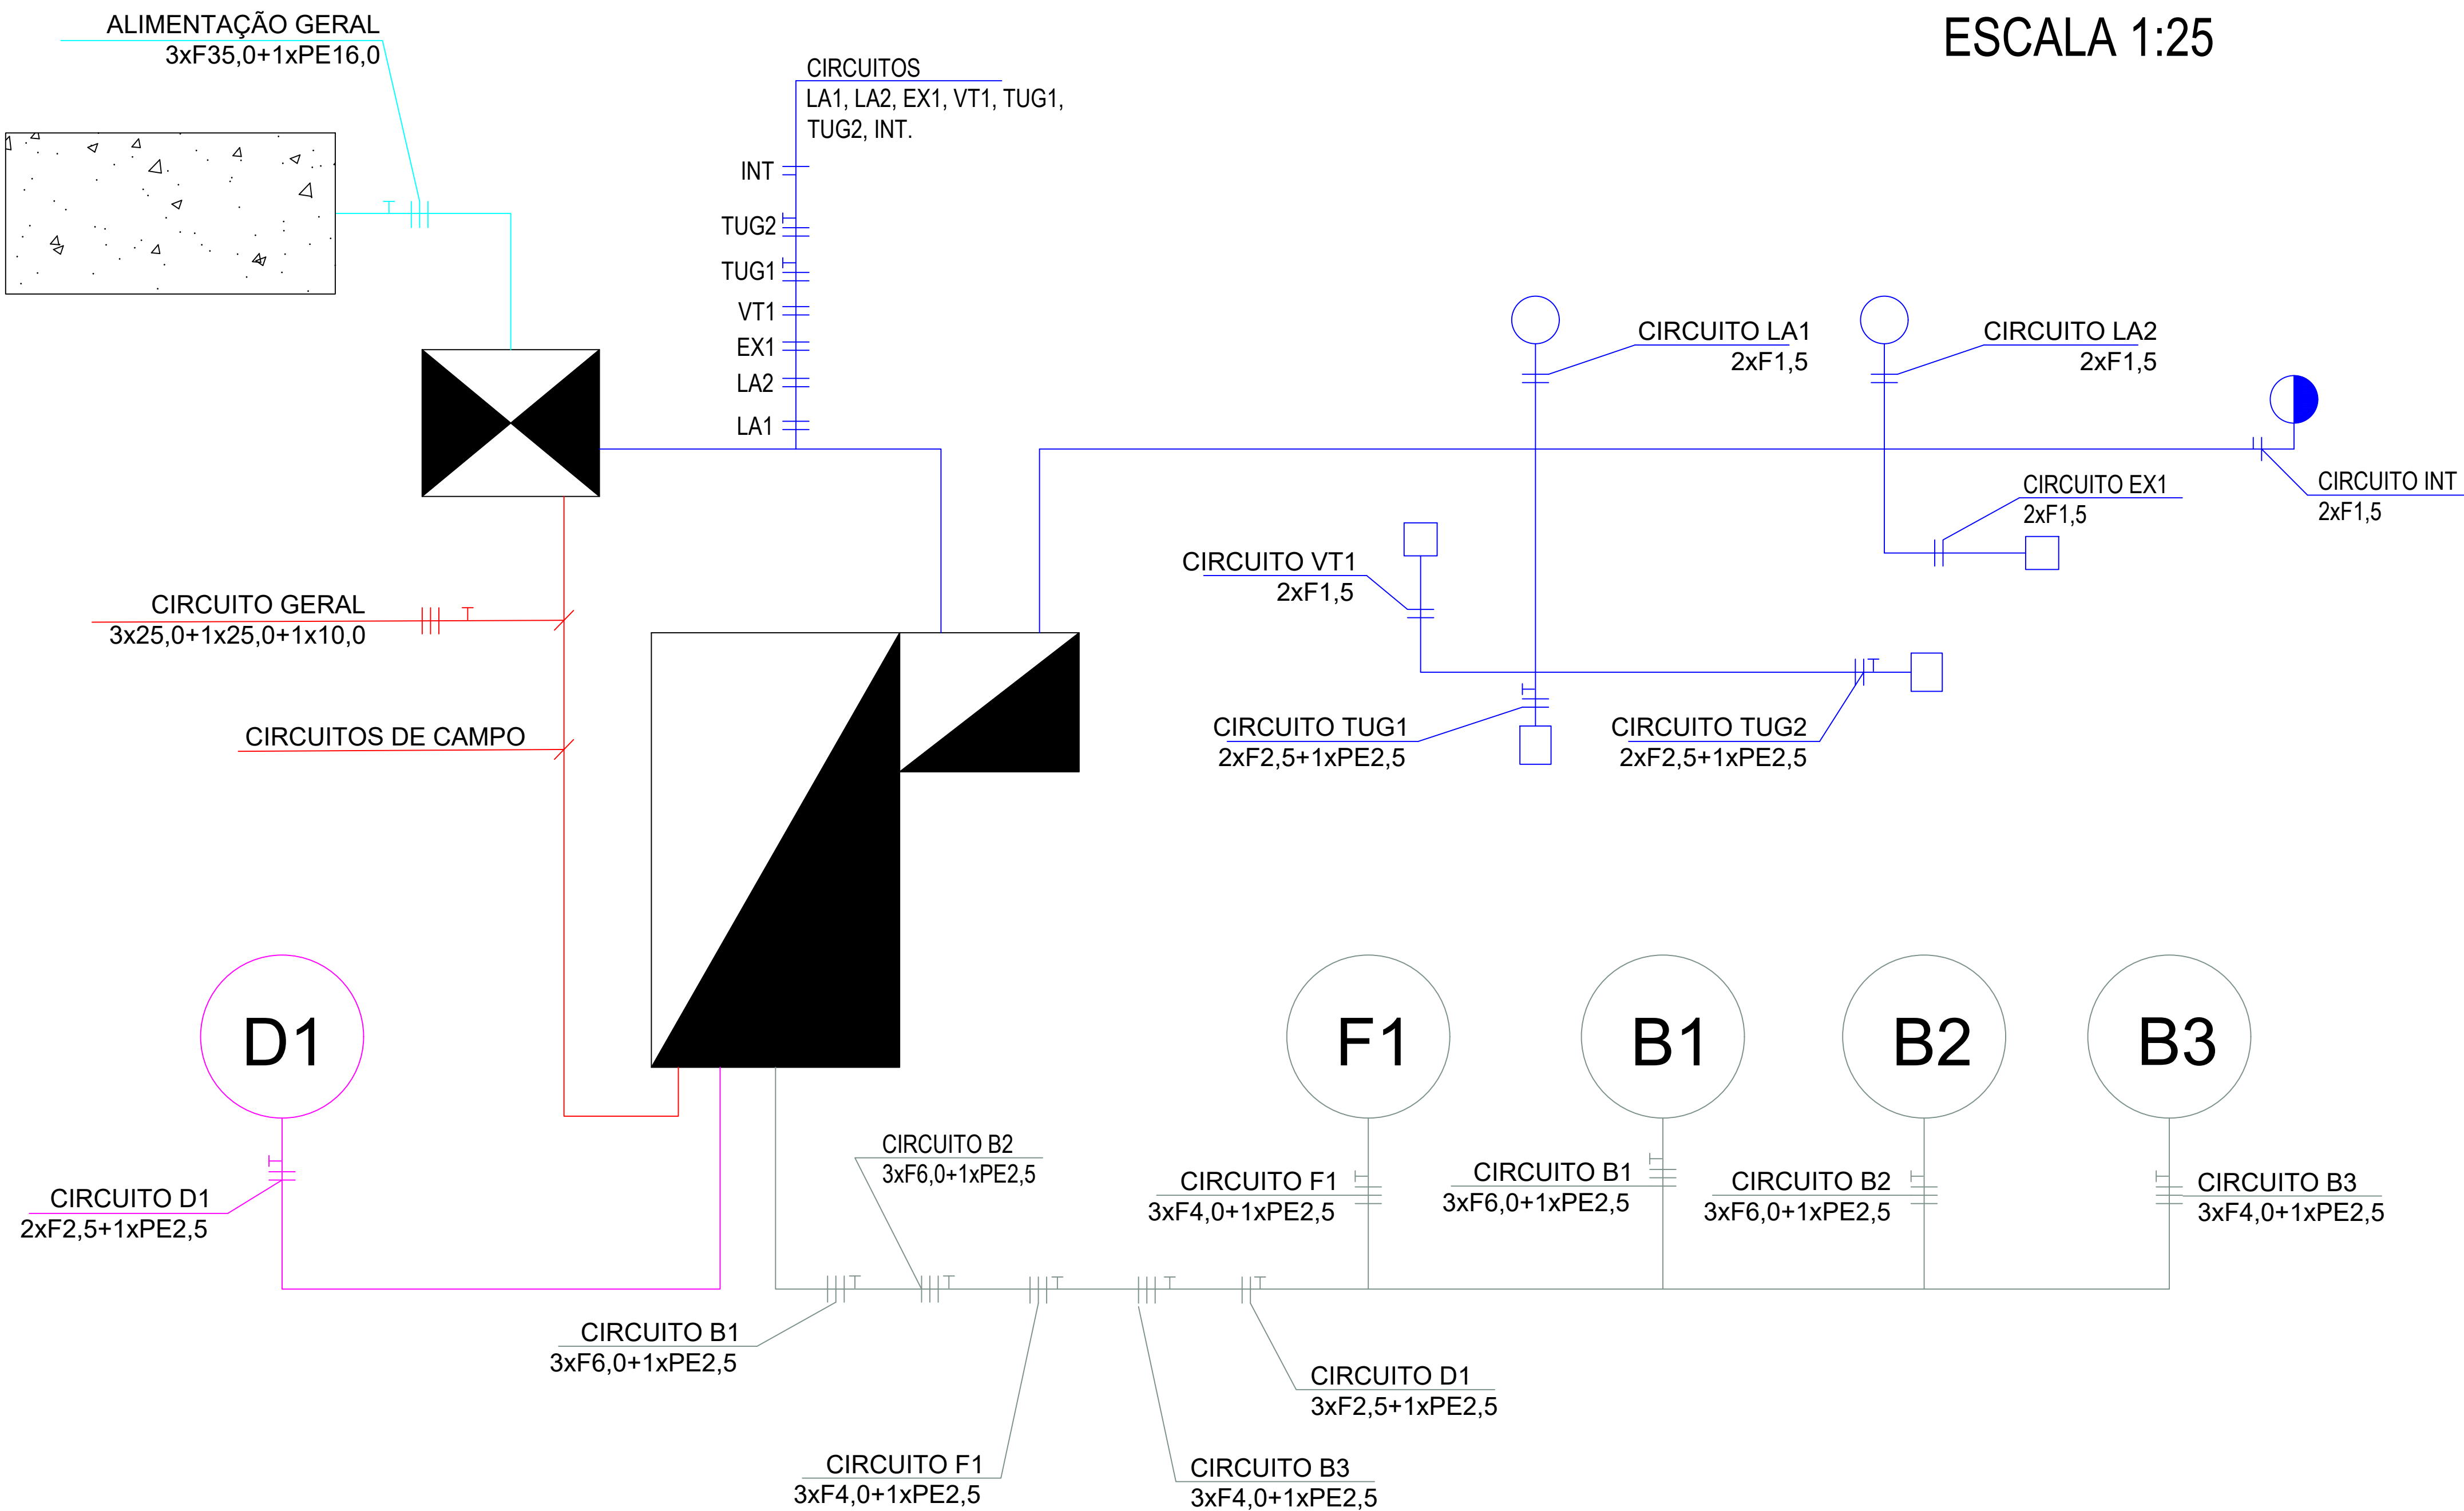 ESCALA 1:25
ALIMENTAÇÃO GERAL
3xF35,0+1xPE16,0
CIRCUITOS
LA1, LA2, EX1, VT1, TUG1,
TUG2, INT.
INT
TUG2
TUG1
VT1
EX1
LA2
LA1
CIRCUITO LA1
2xF1,5
CIRCUITO LA2
2xF1,5
CIRCUITO INT
2xF1,5
CIRCUITO EX1
2xF1,5
CIRCUITO VT1
2xF1,5
CIRCUITO GERAL
3x25,0+1x25,0+1x10,0
CIRCUITOS DE CAMPO
CIRCUITO TUG1
2xF2,5+1xPE2,5
CIRCUITO TUG2
2xF2,5+1xPE2,5
D1
F1
B1
B2
B3
CIRCUITO B2
3xF6,0+1xPE2,5
CIRCUITO D1
2xF2,5+1xPE2,5
CIRCUITO F1
3xF4,0+1xPE2,5
CIRCUITO B1
3xF6,0+1xPE2,5
CIRCUITO B2
3xF6,0+1xPE2,5
CIRCUITO B3
3xF4,0+1xPE2,5
CIRCUITO B1
3xF6,0+1xPE2,5
CIRCUITO D1
3xF2,5+1xPE2,5
CIRCUITO F1
3xF4,0+1xPE2,5
CIRCUITO B3
3xF4,0+1xPE2,5